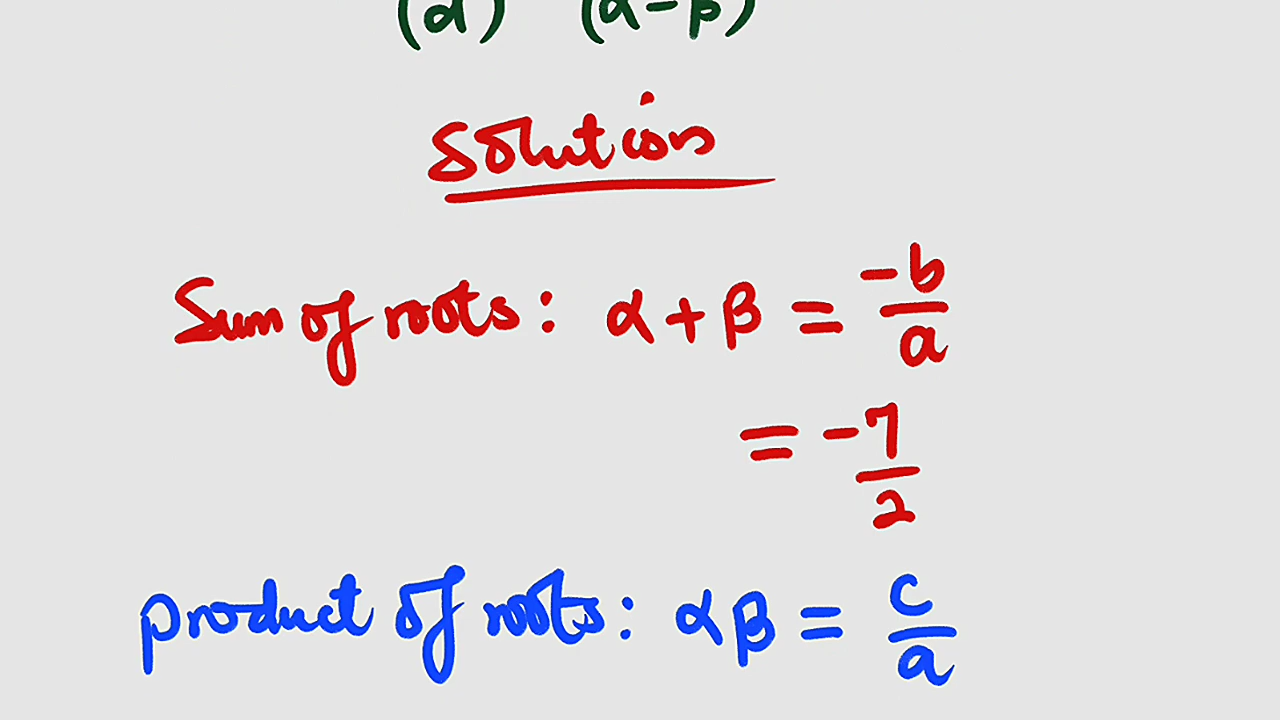 (α) (α-β)
Solution
Sum of roots: α + β = -b/a
= -7/2
product of roots: αβ = c/a